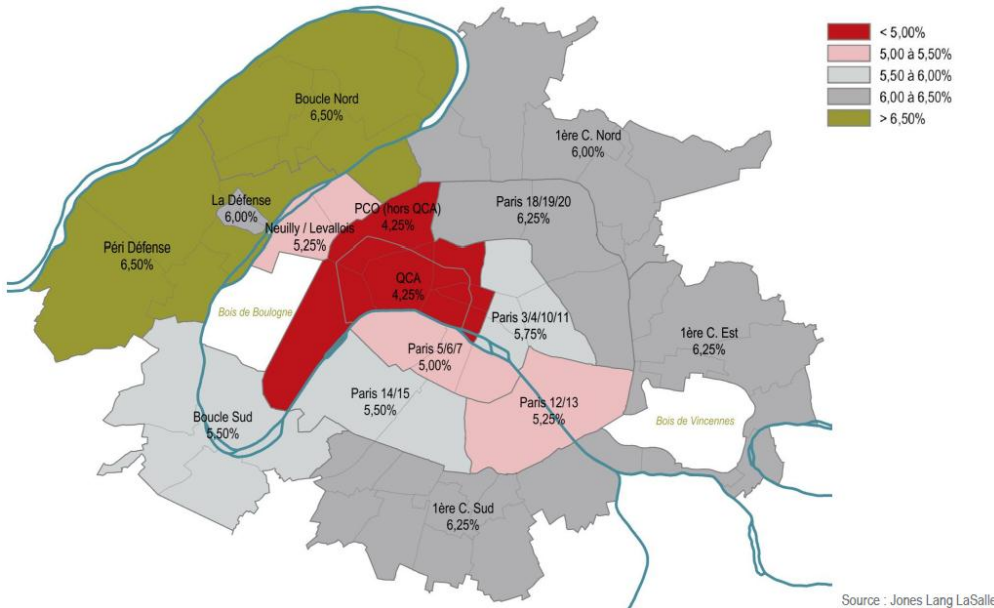 < 5,00%
5,00 à 5,50%
5,50 à 6,00%
6,00 à 6,50%
> 6,50%
Boucle Nord
6,50%
1ère C. Nord
6,00%
La Défense
6,00%
PCO (hors QCA)
4,25%
Paris 18/19/20
6,25%
Neuilly / Levallois
5,25%
Péri Défense
6,50%
QCA
4,25%
Bois de Boulogne
Paris 3/4/10/11
5,75%
1ère C. Est
6,25%
Paris 5/6/7
5,00%
Paris 14/15
5,50%
Paris 12/13
5,25%
Boucle Sud
5,50%
Bois de Vincennes
1ère C. Sud
6,25%
Source : Jones Lang LaSalle